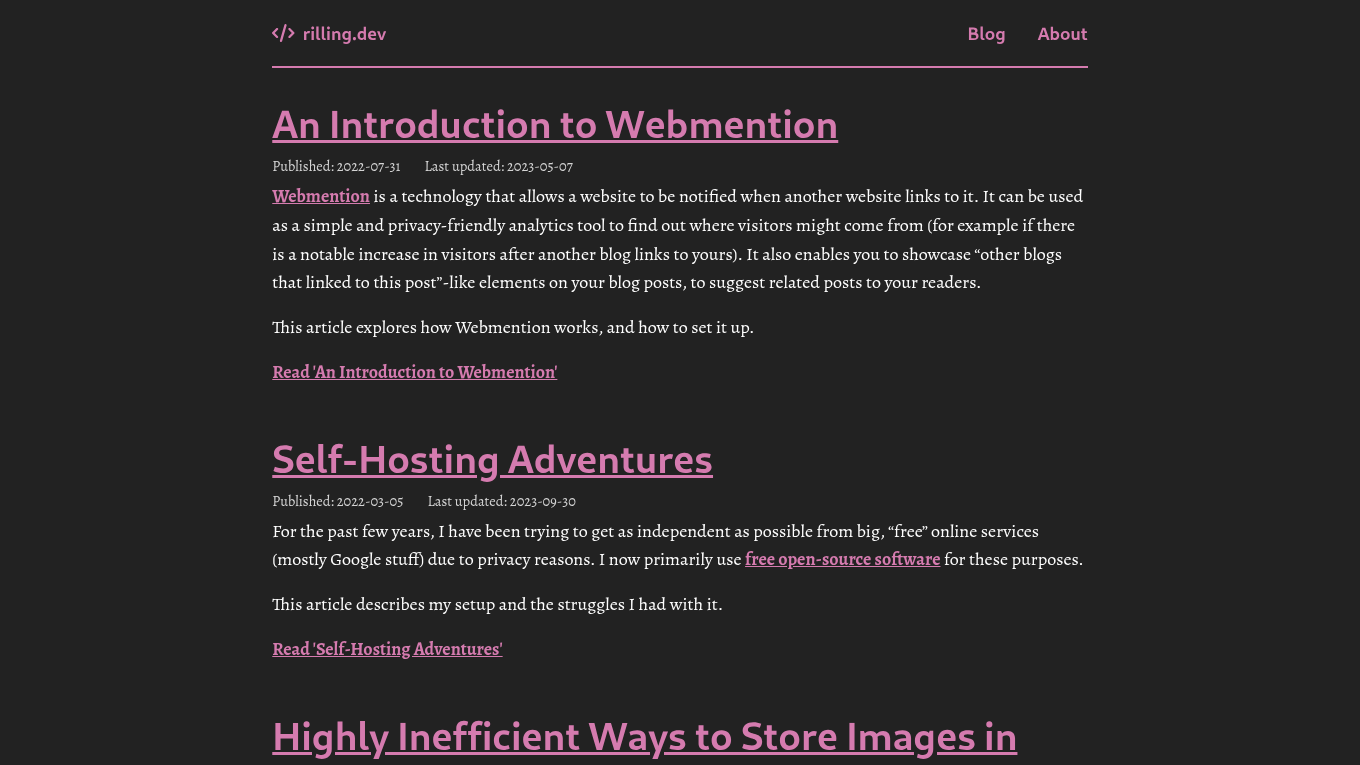 rilling.dev Blog About
An Introduction to Webmention
Published: 2022-07-31 Last updated: 2023-05-07
Webmention is a technology that allows a website to be notified when another website links to it. It can be used
as a simple and privacy-friendly analytics tool to find out where visitors might come from (for example if there
is a notable increase in visitors after another blog links to yours). It also enables you to showcase “other blogs
that linked to this post”-like elements on your blog posts, to suggest related posts to your readers.
This article explores how Webmention works, and how to set it up.
Read 'An Introduction to Webmention'
Self-Hosting Adventures
Published: 2022-03-05 Last updated: 2023-09-30
For the past few years, I have been trying to get as independent as possible from big, “free” online services
(mostly Google stuff) due to privacy reasons. I now primarily use free open-source software for these purposes.
This article describes my setup and the struggles I had with it.
Read 'Self-Hosting Adventures'
Highly Inefficient Ways to Store Images in